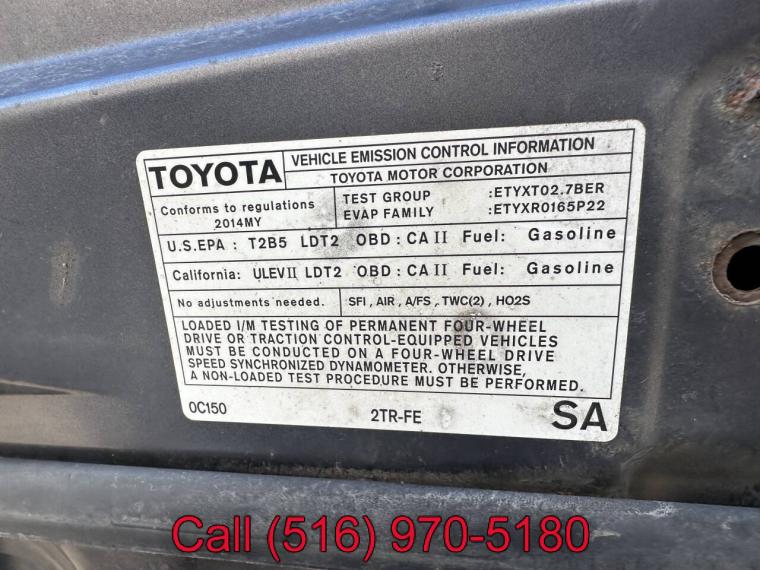 TOYOTA
VEHICLE EMISSION CONTROL INFORMATION
TOYOTA MOTOR CORPORATION
Conforms to regulations
2014MY
TEST GROUP :ETYXT02.7BER
EVAP FAMILY :ETYXR0165P22
U.S.EPA : T2B5 LDT2 OBD : CA II Fuel: Gasoline
California: ULEV II LDT2 OBD : CA II Fuel: Gasoline
No adjustments needed. SFI , AIR , A/FS , TWC(2) , HO2S
LOADED I/M TESTING OF PERMANENT FOUR-WHEEL
DRIVE OR TRACTION CONTROL-EQUIPPED VEHICLES
MUST BE CONDUCTED ON A FOUR-WHEEL DRIVE
SPEED SYNCHRONIZED DYNAMOMETER. OTHERWISE,
A NON-LOADED TEST PROCEDURE MUST BE PERFORMED.
0C150 2TR-FE SA
Call (516) 970-5180